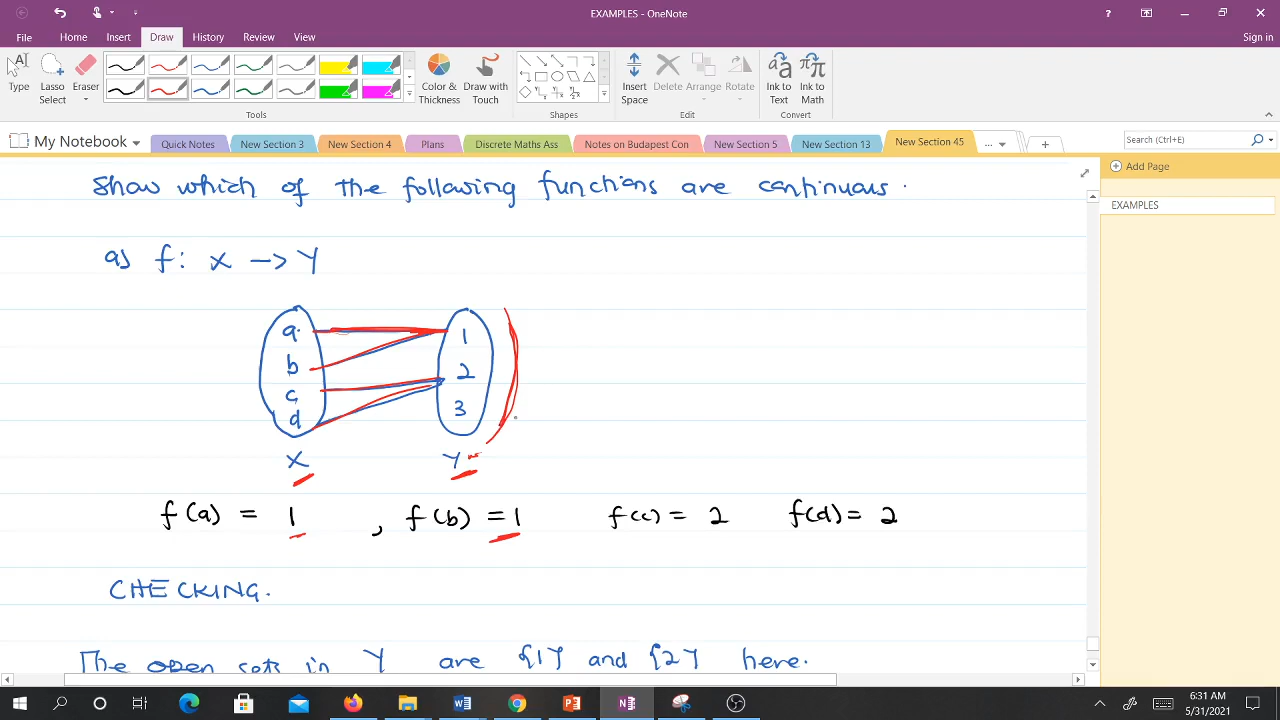 EXAMPLES - OneNote
Sign in
File Home Insert Draw History Review View
Type Lasso Select Eraser Color & Thickness Draw with Touch Insert Space Delete Arrange Rotate Ink to Text Ink to Math
Tools Shapes Edit Convert
My Notebook Quick Notes New Section 3 New Section 4 Plans Discrete Maths Ass Notes on Budapest Con New Section 5 New Section 13 New Section 45 ... + Search (Ctrl+E)
Add Page
EXAMPLES
Show which of the following functions are continuous.
a) f: X -> Y
a 1
b 2
c 3
d
X Y
f(a) = 1 , f(b) = 1 f(c) = 2 f(d) = 2
CHECKING.
The open sets in Y are {1} and {2} here.
6:31 AM
5/31/2021